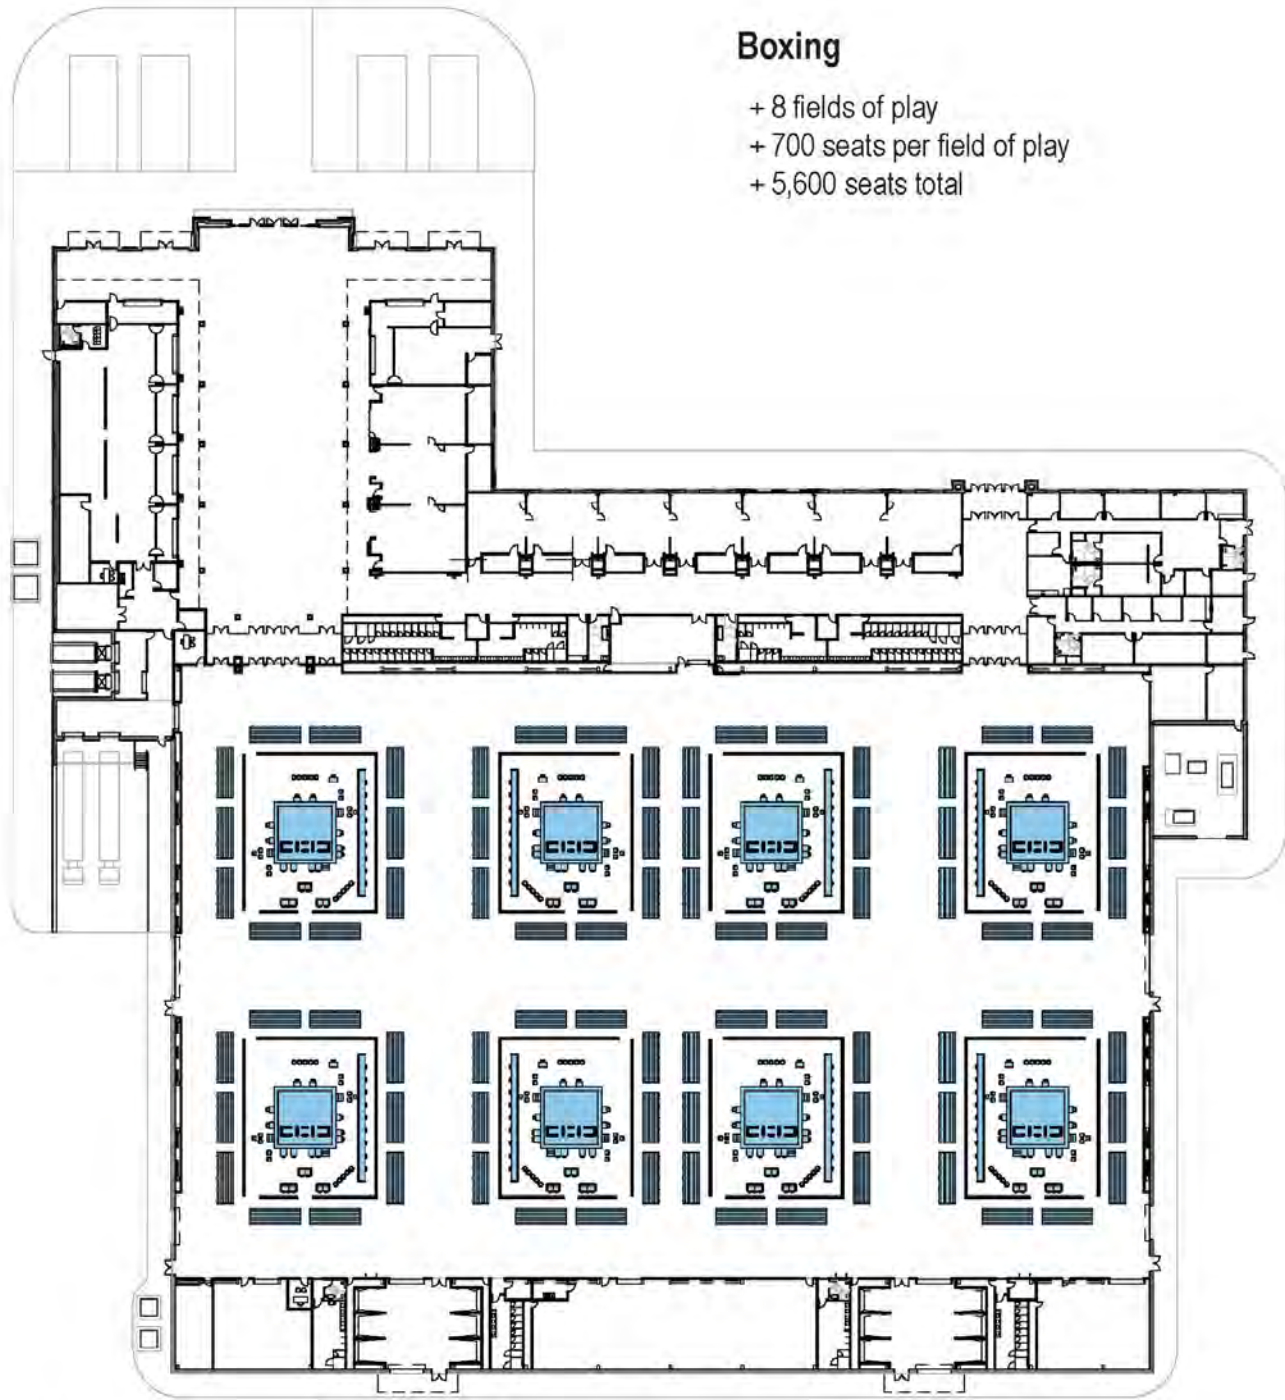 Boxing
+ 8 fields of play
+ 700 seats per field of play
+ 5,600 seats total